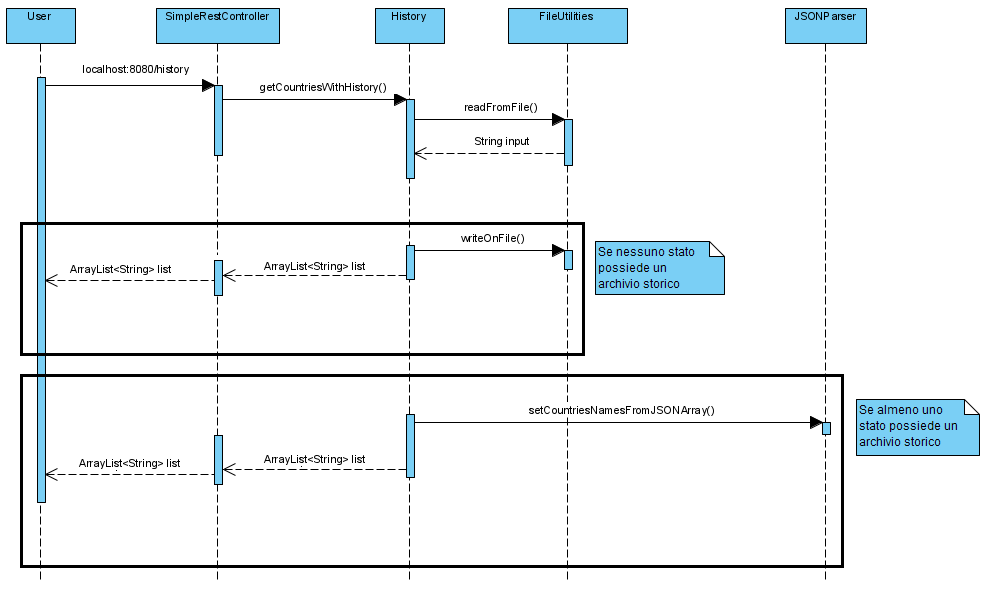 User
SimpleRestController
History
FileUtilities
JSONParser
localhost:8080/history
getCountriesWithHistory()
readFromFile()
String input
writeOnFile()
Se nessuno stato
possiede un
archivio storico
ArrayList<String> list
ArrayList<String> list
setCountriesNamesFromJSONArray()
Se almeno uno
stato possiede un
archivio storico
ArrayList<String> list
ArrayList<String> list